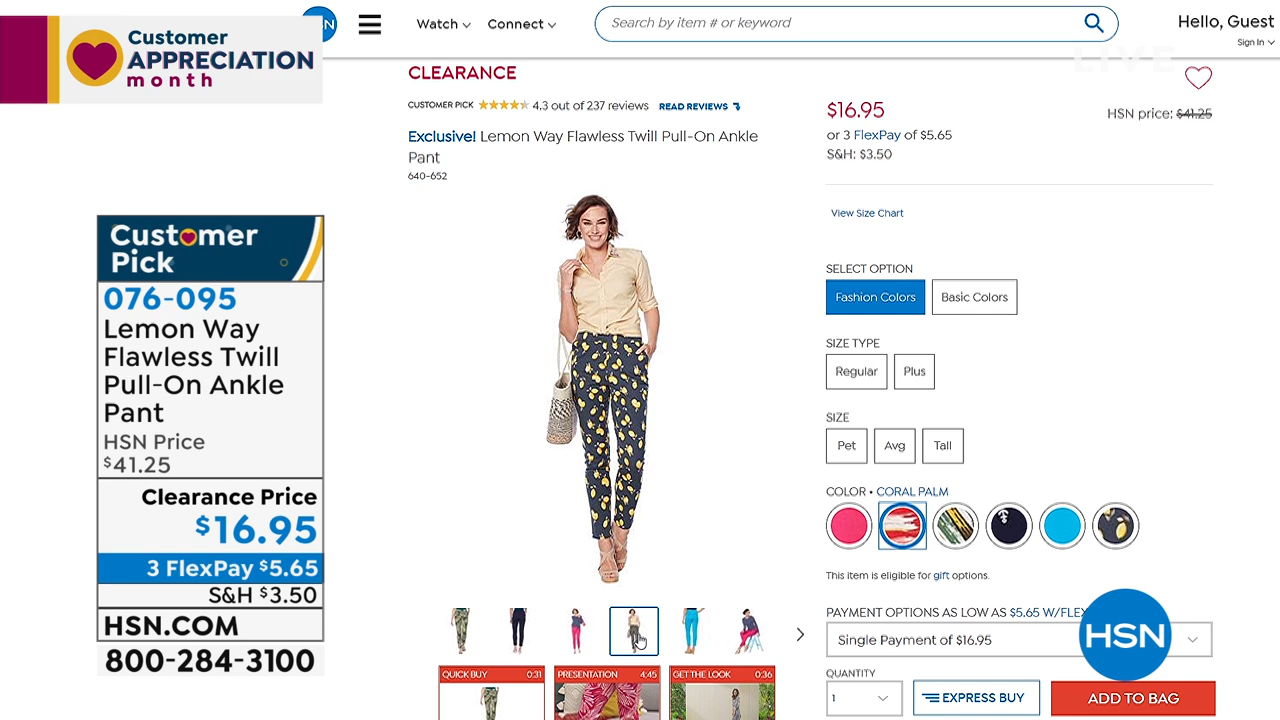 Customer
APPRECIATION
month
Watch
Connect
Search by item # or keyword
Hello, Guest
Sign In
LIVE
CLEARANCE
CUSTOMER PICK 4.3 out of 237 reviews READ REVIEWS
Exclusive! Lemon Way Flawless Twill Pull-On Ankle
Pant
640-652
$16.95
HSN price: $41.25
or 3 FlexPay of $5.65
S&H: $3.50
View Size Chart
SELECT OPTION
Fashion Colors
Basic Colors
SIZE TYPE
Regular
Plus
SIZE
Pet
Avg
Tall
COLOR • CORAL PALM
This item is eligible for gift options.
PAYMENT OPTIONS AS LOW AS $5.65 W/FLEX
Single Payment of $16.95
HSN
QUANTITY
1
EXPRESS BUY
ADD TO BAG
QUICK BUY 0:31
PRESENTATION 4:45
GET THE LOOK 0:36
Customer
Pick
076-095
Lemon Way
Flawless Twill
Pull-On Ankle
Pant
HSN Price
$41.25
Clearance Price
$16.95
3 FlexPay $5.65
S&H $3.50
HSN.COM
800-284-3100